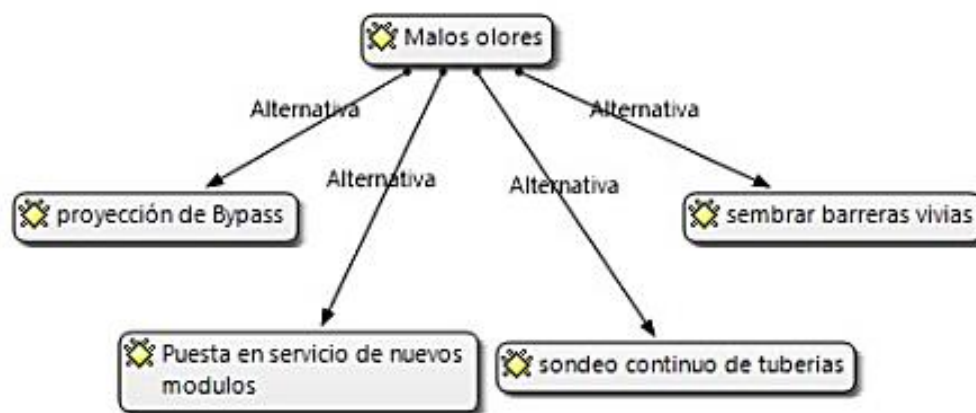 Malos olores
Alternativa
Alternativa
Alternativa
Alternativa
proyección de Bypass
sembrar barreras vivias
Puesta en servicio de nuevos
modulos
sondeo continuo de tuberias